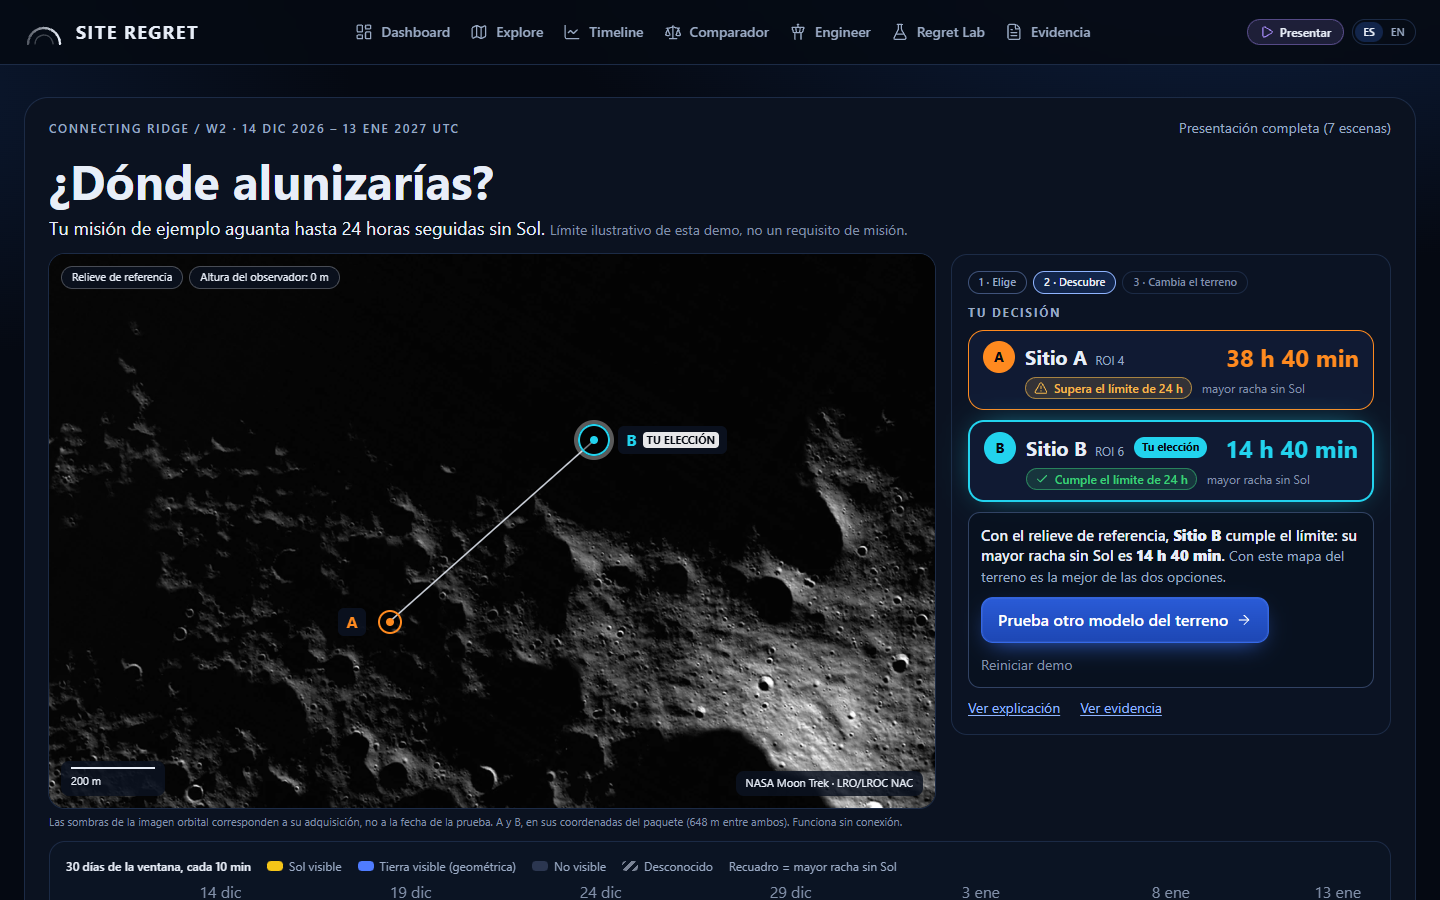 SITE REGRET
Dashboard
Explore
Timeline
Comparador
Engineer
Regret Lab
Evidencia
Presentar
ES
EN
CONNECTING RIDGE / W2 · 14 DIC 2026 – 13 ENE 2027 UTC
Presentación completa (7 escenas)
¿Dónde alunizarías?
Tu misión de ejemplo aguanta hasta 24 horas seguidas sin Sol. Límite ilustrativo de esta demo, no un requisito de misión.
Relieve de referencia
Altura del observador: 0 m
B TU ELECCIÓN
A
200 m
NASA Moon Trek · LRO/LROC NAC
Las sombras de la imagen orbital corresponden a su adquisición, no a la fecha de la prueba. A y B, en sus coordenadas del paquete (648 m entre ambos). Funciona sin conexión.
1 · Elige
2 · Descubre
3 · Cambia el terreno
TU DECISIÓN
A Sitio A ROI 4 38 h 40 min
Supera el límite de 24 h mayor racha sin Sol
B Sitio B ROI 6 Tu elección 14 h 40 min
Cumple el límite de 24 h mayor racha sin Sol
Con el relieve de referencia, Sitio B cumple el límite: su
mayor racha sin Sol es 14 h 40 min. Con este mapa del
terreno es la mejor de las dos opciones.
Prueba otro modelo del terreno →
Reiniciar demo
Ver explicación Ver evidencia
30 días de la ventana, cada 10 min Sol visible Tierra visible (geométrica) No visible Desconocido Recuadro = mayor racha sin Sol
14 dic 19 dic 24 dic 29 dic 3 ene 8 ene 13 ene